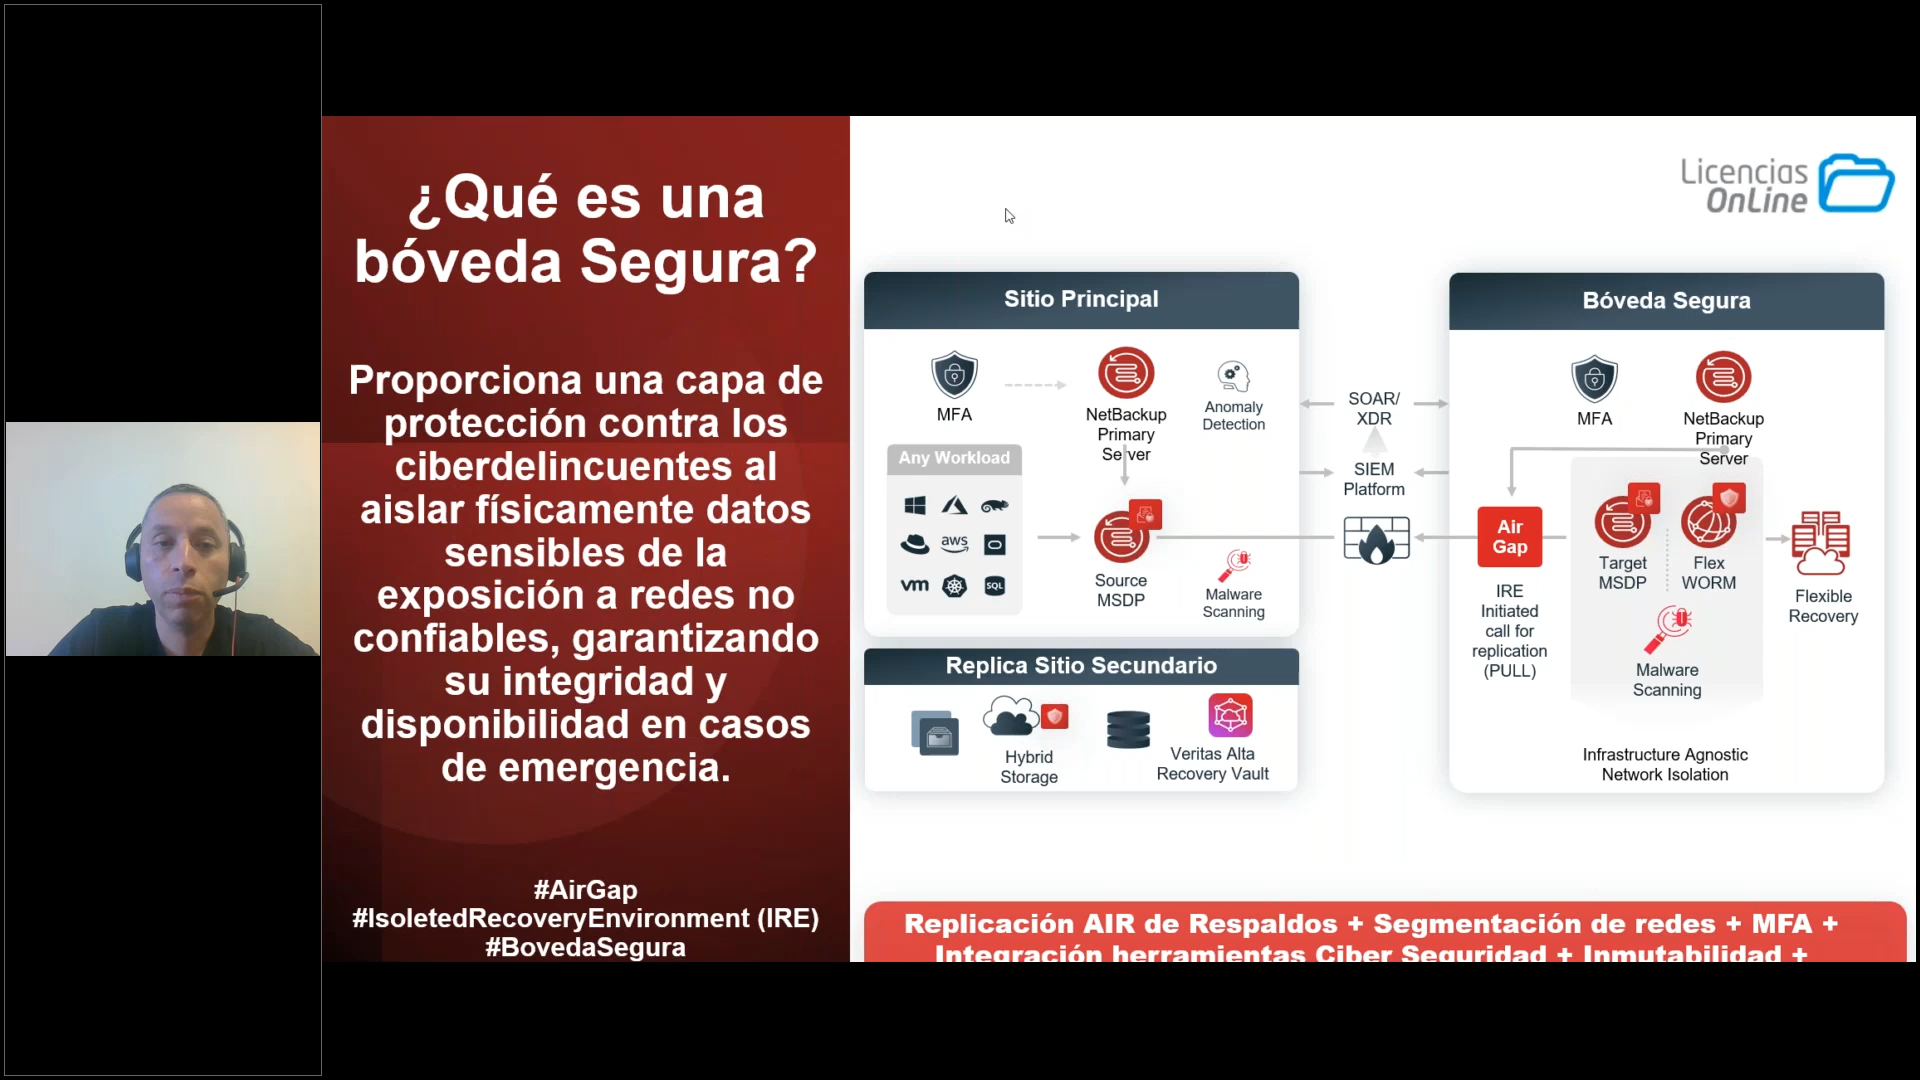 ¿Qué es una
bóveda Segura?
Proporciona una capa de
protección contra los
ciberdelincuentes al
aislar físicamente datos
sensibles de la
exposición a redes no
confiables, garantizando
su integridad y
disponibilidad en casos
de emergencia.
#AirGap
#IsoletedRecoveryEnvironment (IRE)
#BovedaSegura
Licencias
OnLine
Sitio Principal
MFA
NetBackup
Primary
Server
Anomaly
Detection
Any Workload
aws
vm
SQL
Source
MSDP
Malware
Scanning
Replica Sitio Secundario
Hybrid
Storage
Veritas Alta
Recovery Vault
SOAR/
XDR
SIEM
Platform
Bóveda Segura
MFA
NetBackup
Primary
Server
Air
Gap
IRE
Initiated
call for
replication
(PULL)
Target
MSDP
Flex
WORM
Malware
Scanning
Flexible
Recovery
Infrastructure Agnostic
Network Isolation
Replicación AIR de Respaldos + Segmentación de redes + MFA +
Integración herramientas Ciber Seguridad + Inmutabilidad +